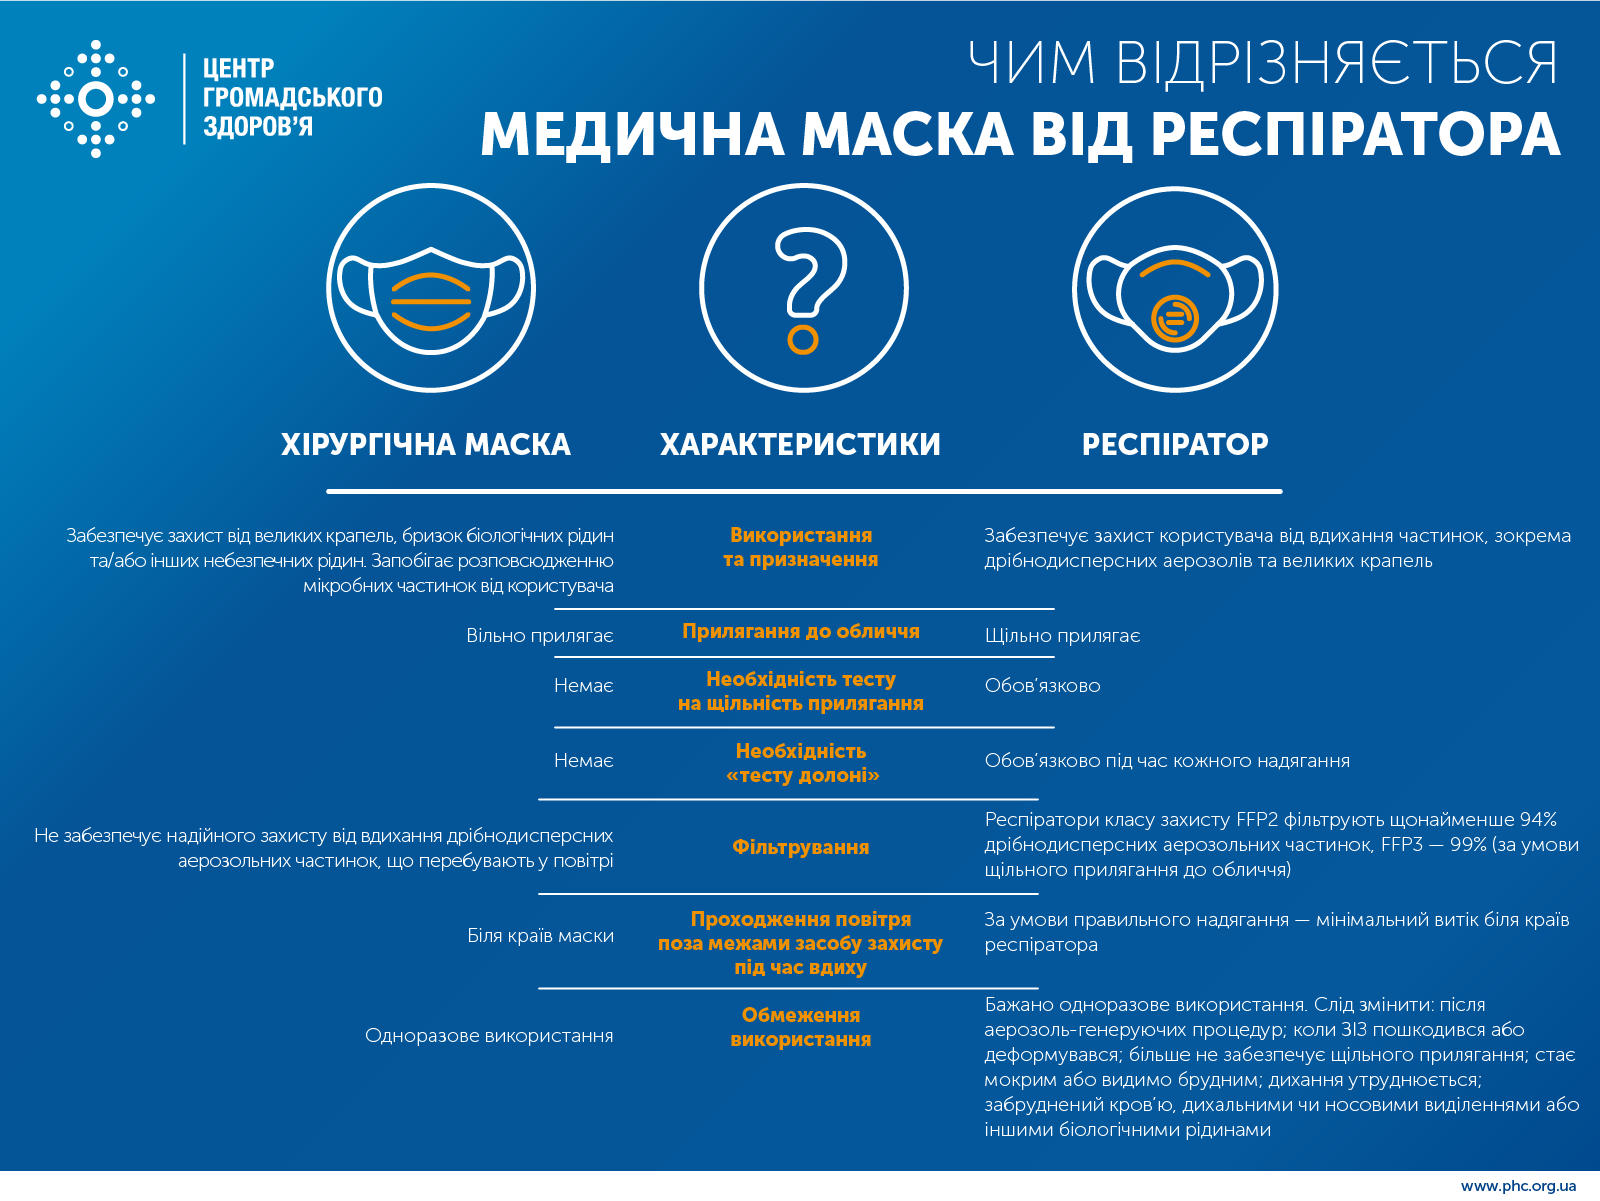 ЦЕНТР
ГРОМАДСЬКОГО
ЗДОРОВ'Я
ЧИМ ВІДРІЗНЯЄТЬСЯ
МЕДИЧНА МАСКА ВІД РЕСПІРАТОРА
ХІРУРГІЧНА МАСКА
ХАРАКТЕРИСТИКИ
РЕСПІРАТОР
Забезпечує захист від великих крапель, бризок біологічних рідин
та/або інших небезпечних рідин. Запобігає розповсюдженню
мікробних частинок від користувача
Використання
та призначення
Забезпечує захист користувача від вдихання частинок, зокрема
дрібнодисперсних аерозолів та великих крапель
Вільно прилягає
Прилягання до обличчя
Щільно прилягає
Немає
Необхідність тесту
на щільність прилягання
Обов'язково
Немає
Необхідність
«тесту долоні»
Обов'язково під час кожного надягання
Не забезпечує надійного захисту від вдихання дрібнодисперсних
аерозольних частинок, що перебувають у повітрі
Фільтрування
Респіратори класу захисту FFP2 фільтрують щонайменше 94%
дрібнодисперсних аерозольних частинок, FFP3 — 99% (за умови
щільного прилягання до обличчя)
Біля країв маски
Проходження повітря
поза межами засобу захисту
під час вдиху
За умови правильного надягання — мінімальний витік біля країв
респіратора
Одноразове використання
Обмеження
використання
Бажано одноразове використання. Слід змінити: після
аерозоль-генеруючих процедур; коли ЗІЗ пошкодився або
деформувався; більше не забезпечує щільного прилягання; стає
мокрим або видимо брудним; дихання утруднюється;
забруднений кров'ю, дихальними чи носовими виділеннями або
іншими біологічними рідинами
www.phc.org.ua